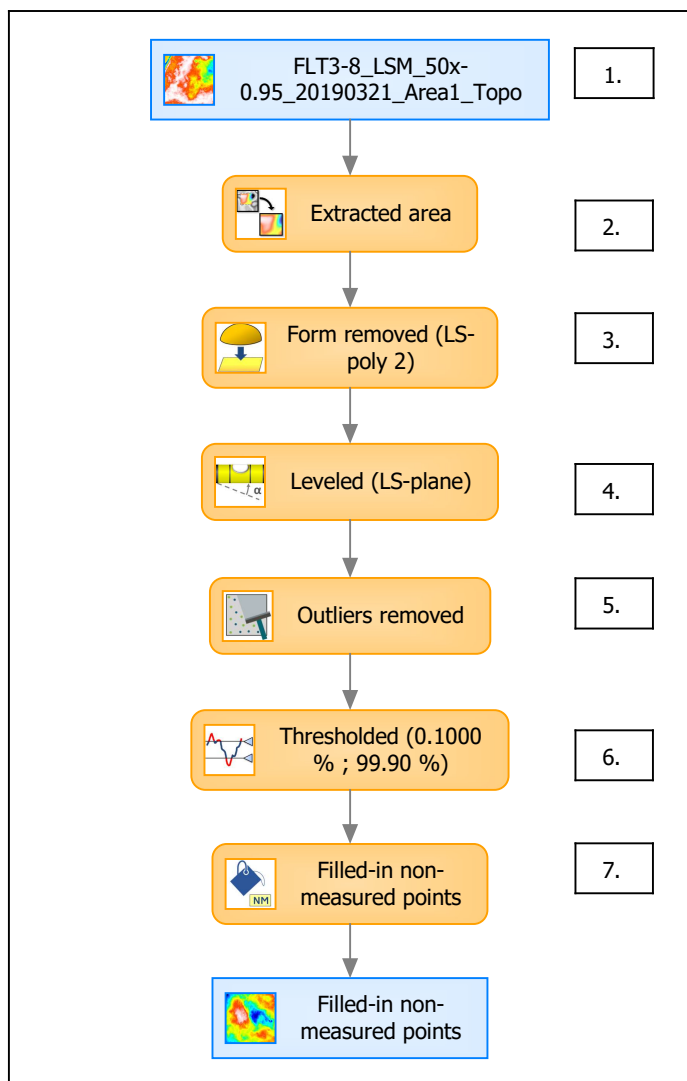 FLT3-8_LSM_50x-
0.95_20190321_Area1_Topo
1.
Extracted area
2.
Form removed (LS-
poly 2)
3.
α
Leveled (LS-plane)
4.
Outliers removed
5.
Thresholded (0.1000
% ; 99.90 %)
6.
NM
Filled-in non-
measured points
7.
Filled-in non-
measured points